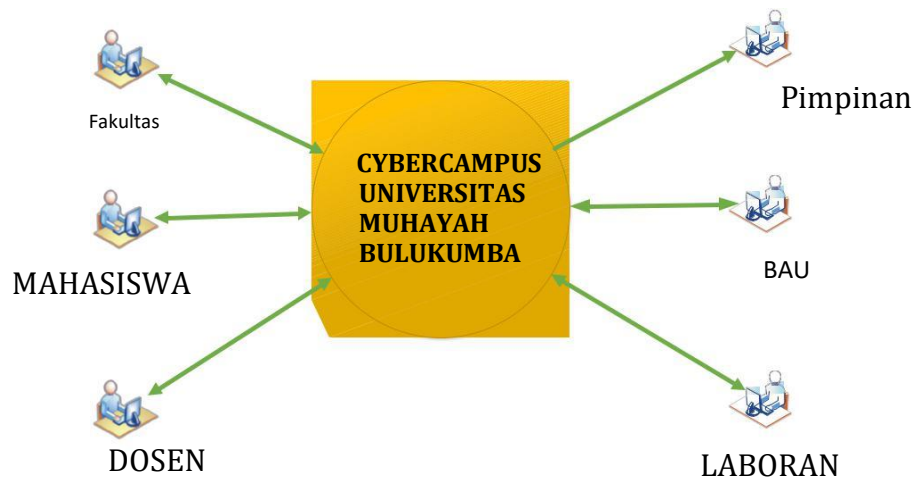 Fakultas
Pimpinan
CYBERCAMPUS
UNIVERSITAS
MUHAYAH
BULUKUMBA
MAHASISWA
BAU
DOSEN
LABORAN